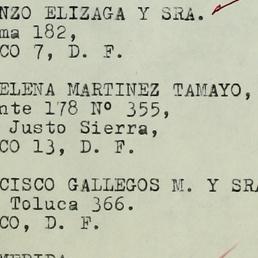 NZO ELIZAGA Y SRA.
ma 182,
CO 7, D. F.
ELENA MARTINEZ TAMAYO,
nte 178 Nº 355,
Justo Sierra,
CO 13, D. F.
CISCO GALLEGOS M. Y SRA
Toluca 366.
CO, D. F.